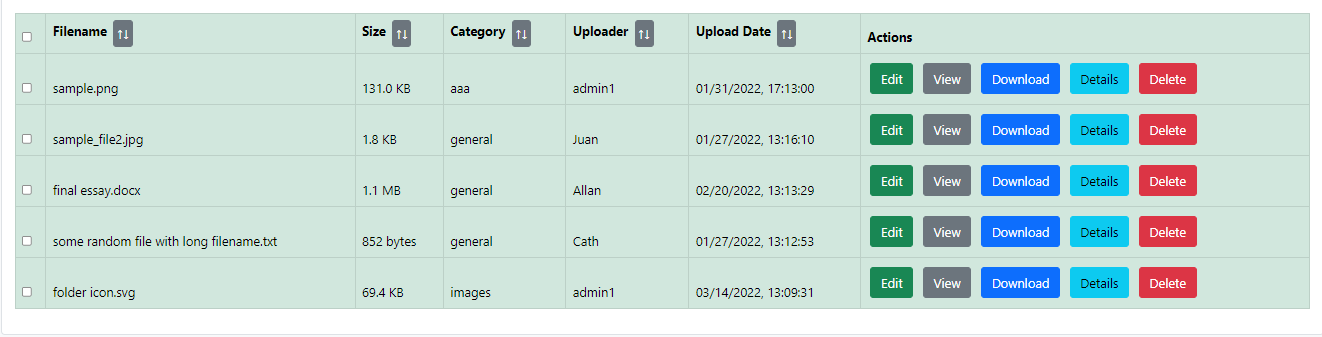 Filename ↑↓ Size ↑↓ Category ↑↓ Uploader ↑↓ Upload Date ↑↓ Actions
sample.png 131.0 KB aaa admin1 01/31/2022, 17:13:00 Edit View Download Details Delete
sample_file2.jpg 1.8 KB general Juan 01/27/2022, 13:16:10 Edit View Download Details Delete
final essay.docx 1.1 MB general Allan 02/20/2022, 13:13:29 Edit View Download Details Delete
some random file with long filename.txt 852 bytes general Cath 01/27/2022, 13:12:53 Edit View Download Details Delete
folder icon.svg 69.4 KB images admin1 03/14/2022, 13:09:31 Edit View Download Details Delete